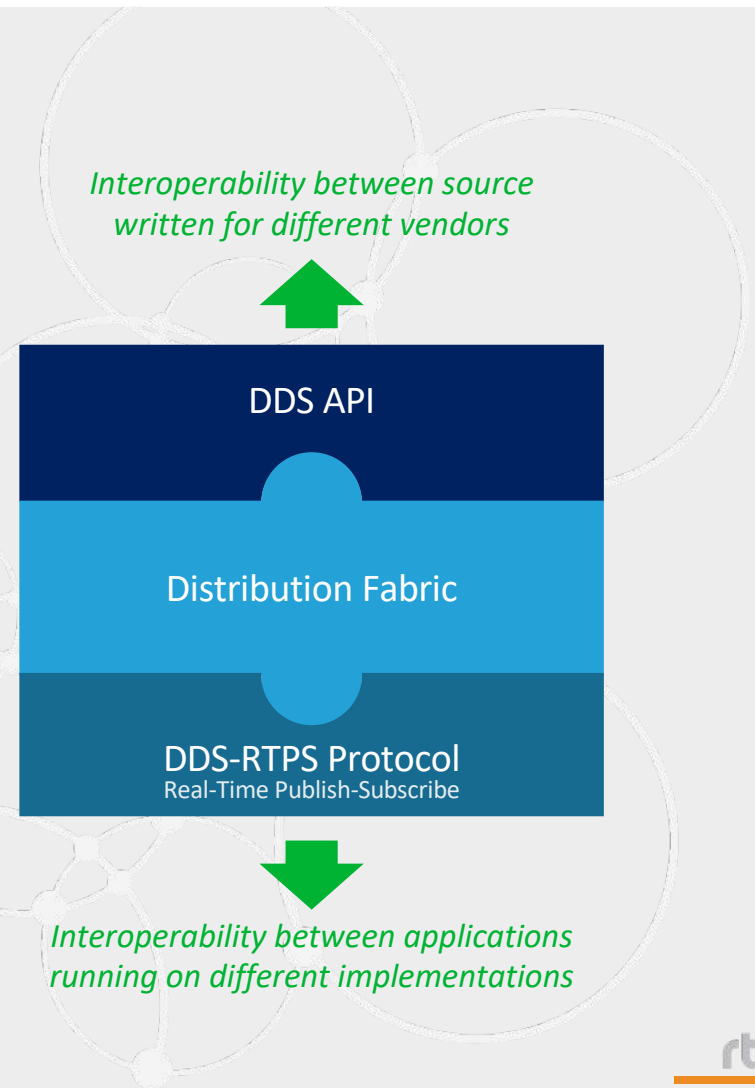 Interoperability between source
written for different vendors
DDS API
Distribution Fabric
DDS-RTPS Protocol
Real-Time Publish-Subscribe
Interoperability between applications
running on different implementations